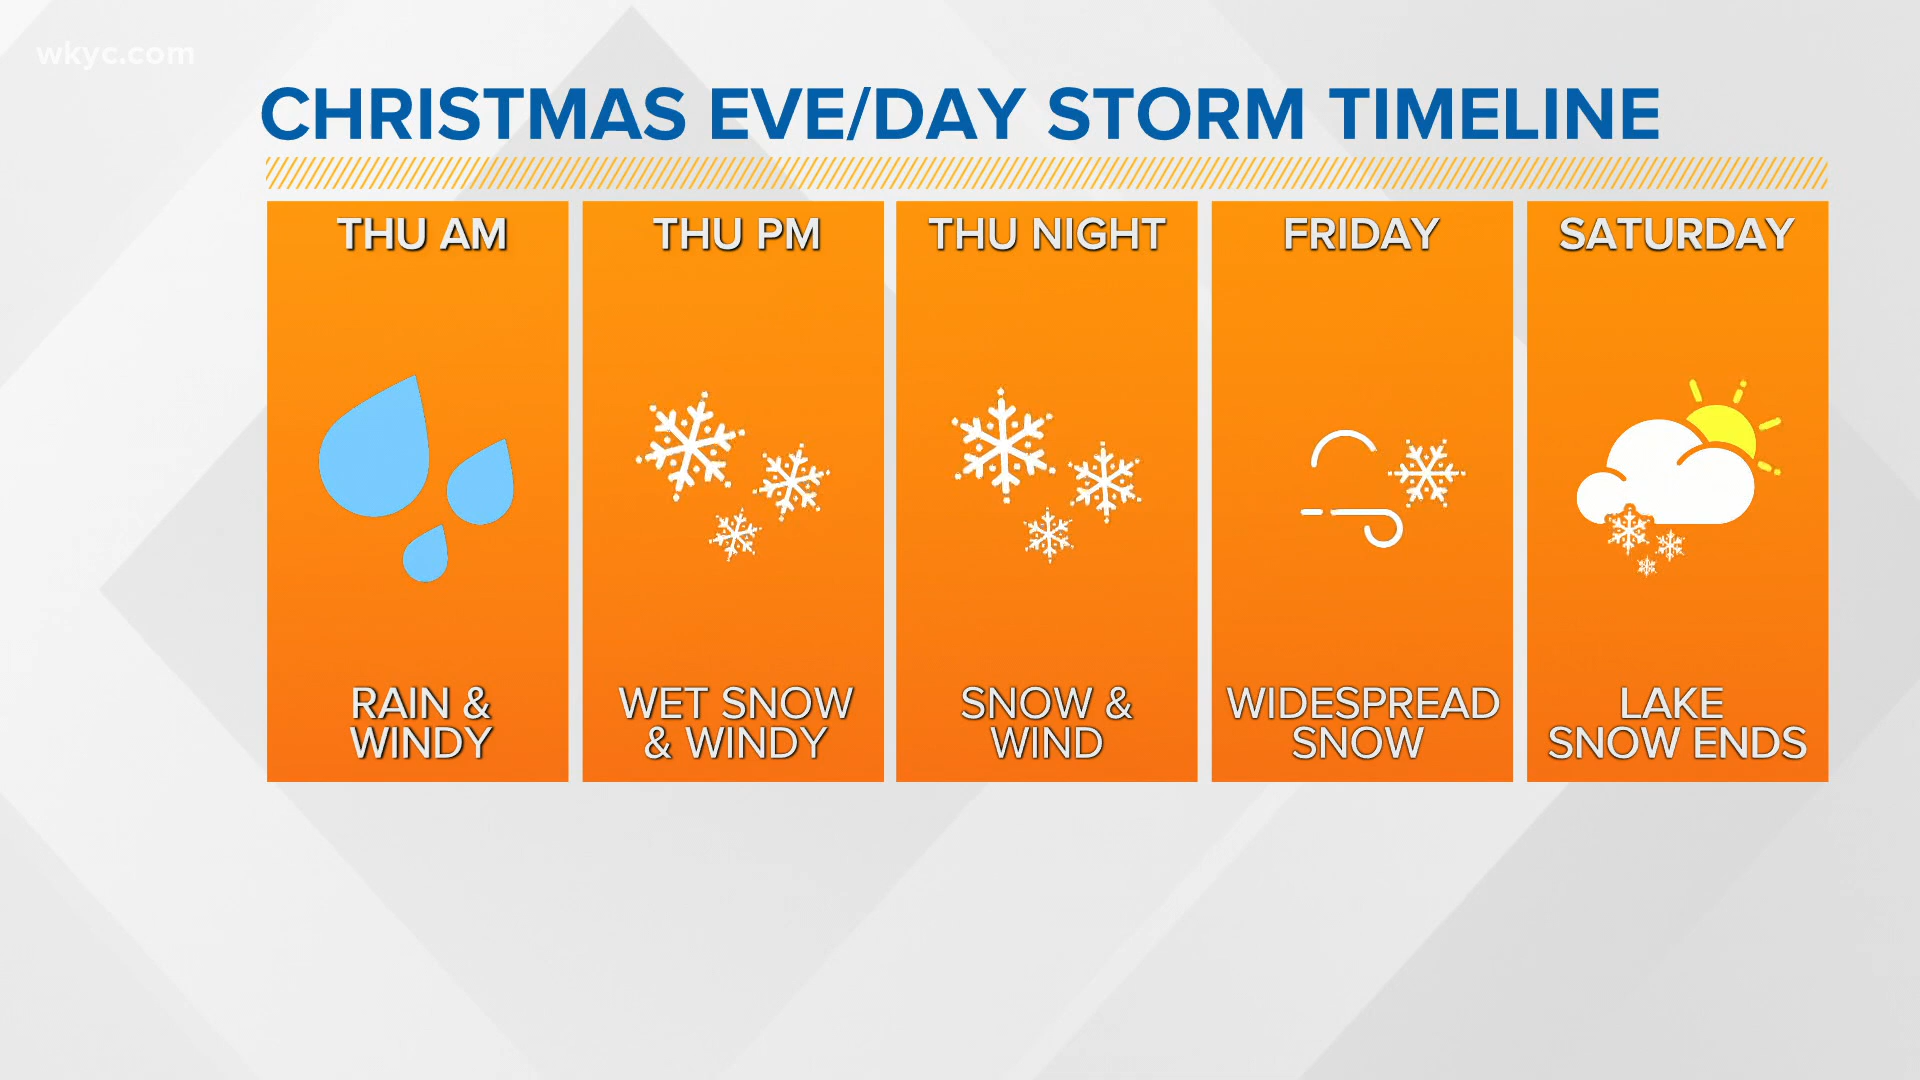 wkyc.com
CHRISTMAS EVE/DAY STORM TIMELINE
THU AM
RAIN &
WINDY
THU PM
WET SNOW
& WINDY
THU NIGHT
SNOW &
WIND
FRIDAY
WIDESPREAD
SNOW
SATURDAY
LAKE
SNOW ENDS